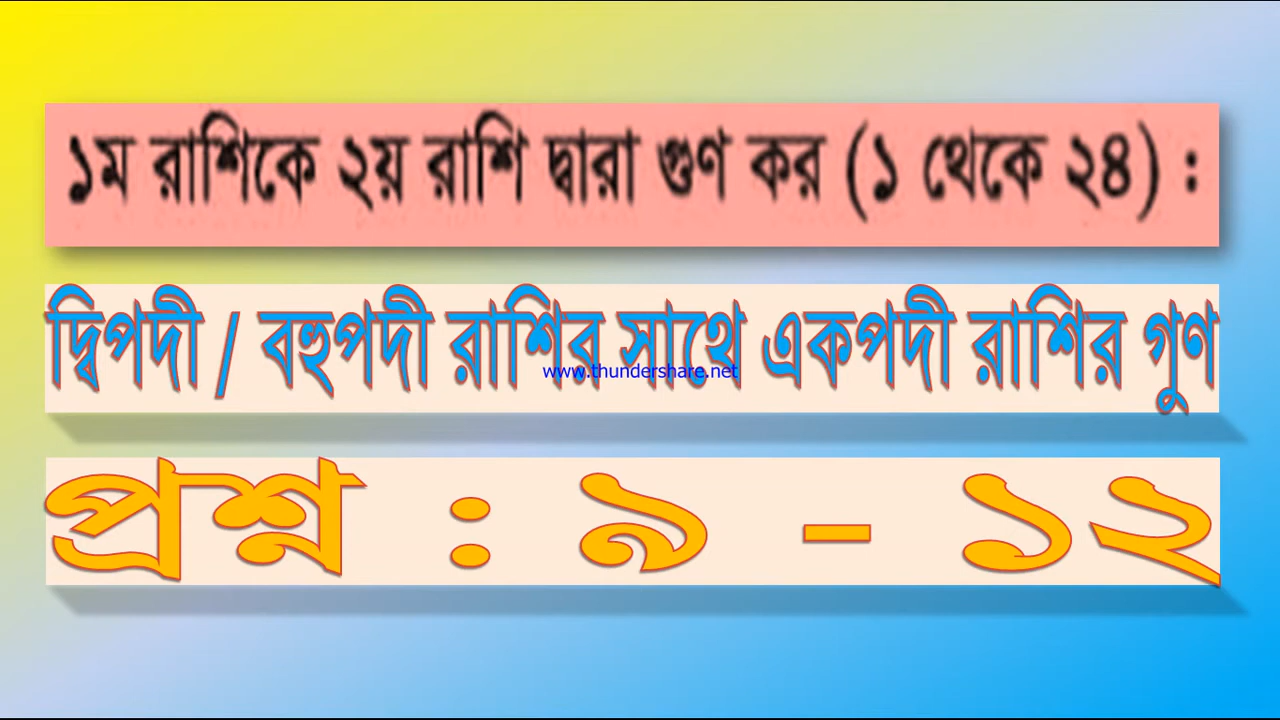 ১ম রাশিকে ২য় রাশি দ্বারা গুণ কর (১ থেকে ২৪) :
দ্বিপদী / বহুপদী রাশির সাথে একপদী রাশির গুণ
www.thundershare.net
প্রশ্ন : ৯ - ১২